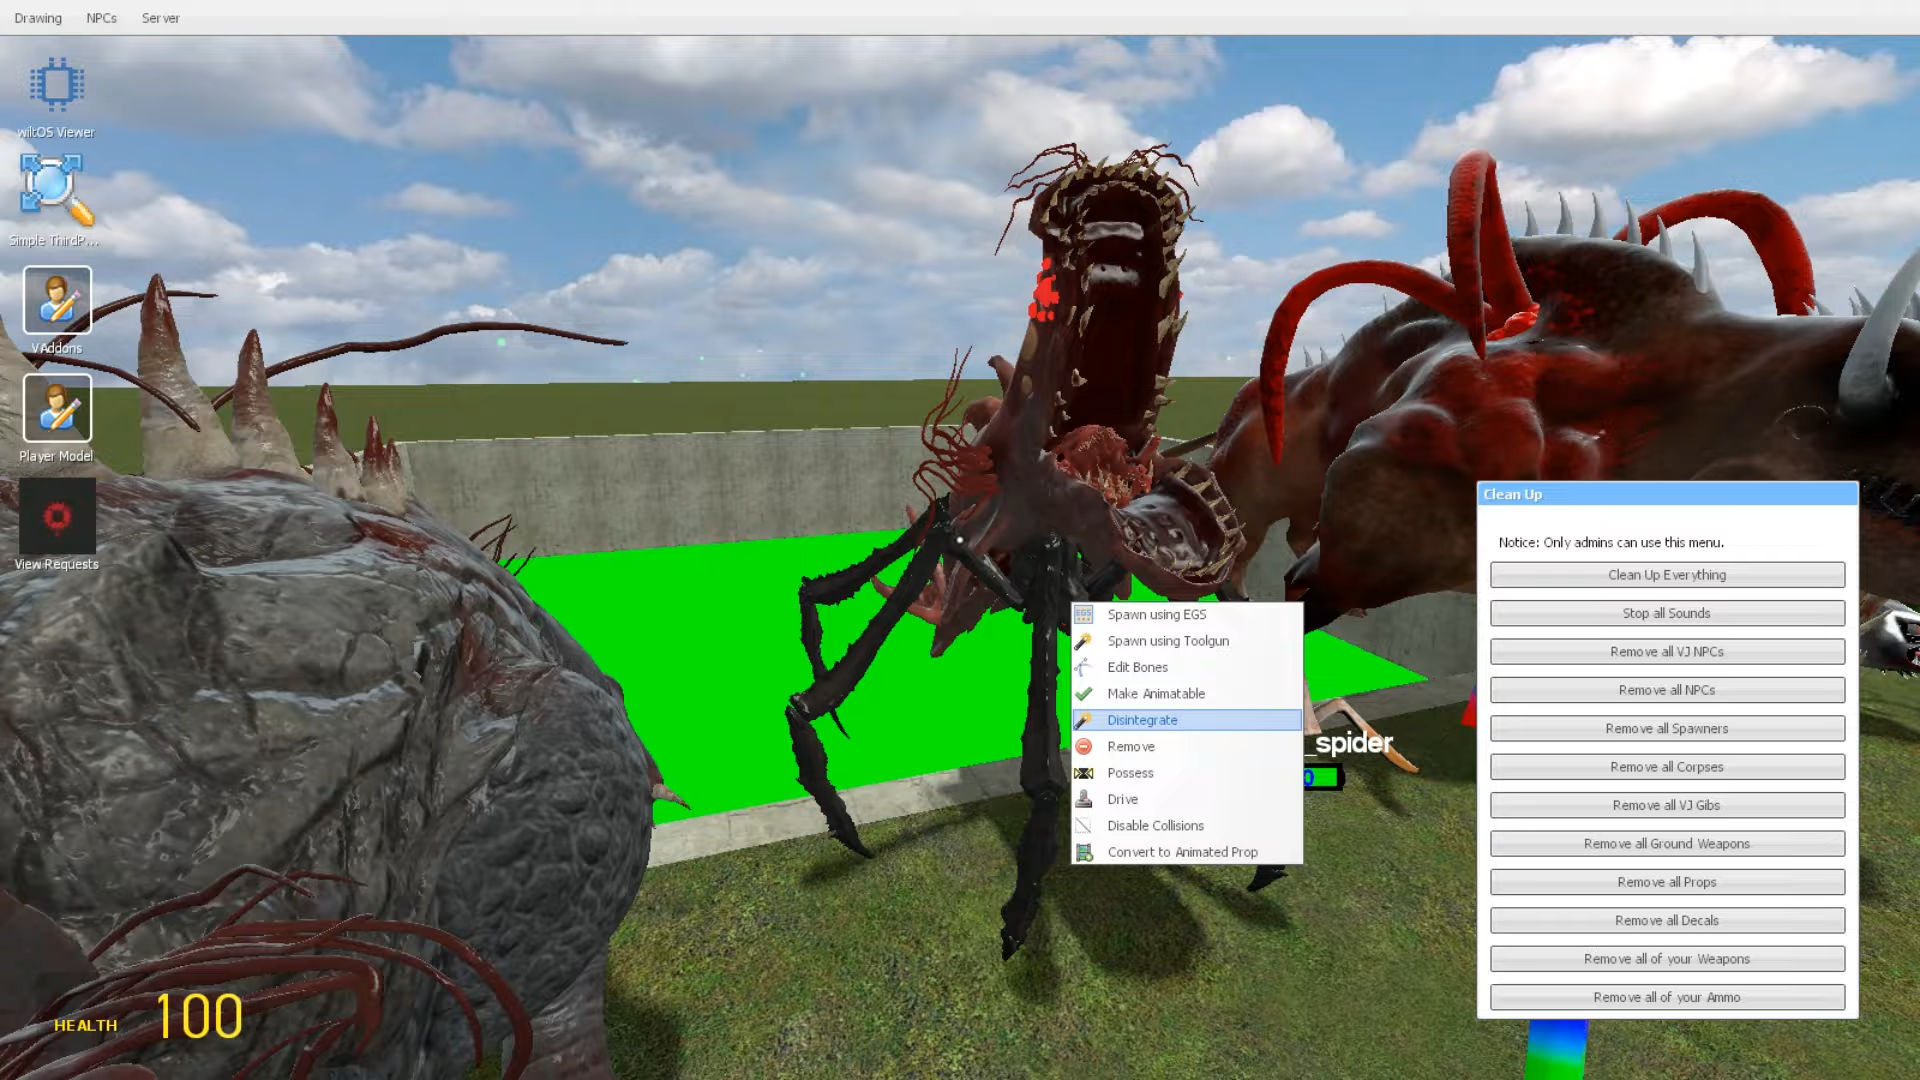 Drawing NPCs Server
wiltOS Viewer
Simple ThirdP...
VAddons
Player Model
View Requests
Spawn using EGS
Spawn using Toolgun
Edit Bones
Make Animatable
Disintegrate
Remove
Possess
Drive
Disable Collisions
Convert to Animated Prop
_spider
0
Clean Up
Notice: Only admins can use this menu.
Clean Up Everything
Stop all Sounds
Remove all VJ NPCs
Remove all NPCs
Remove all Spawners
Remove all Corpses
Remove all VJ Gibs
Remove all Ground Weapons
Remove all Props
Remove all Decals
Remove all of your Weapons
Remove all of your Ammo
HEALTH 100